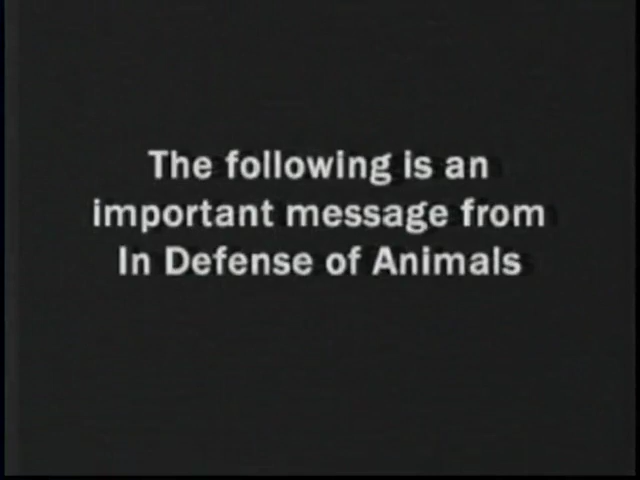 The following is an
important message from
In Defense of Animals